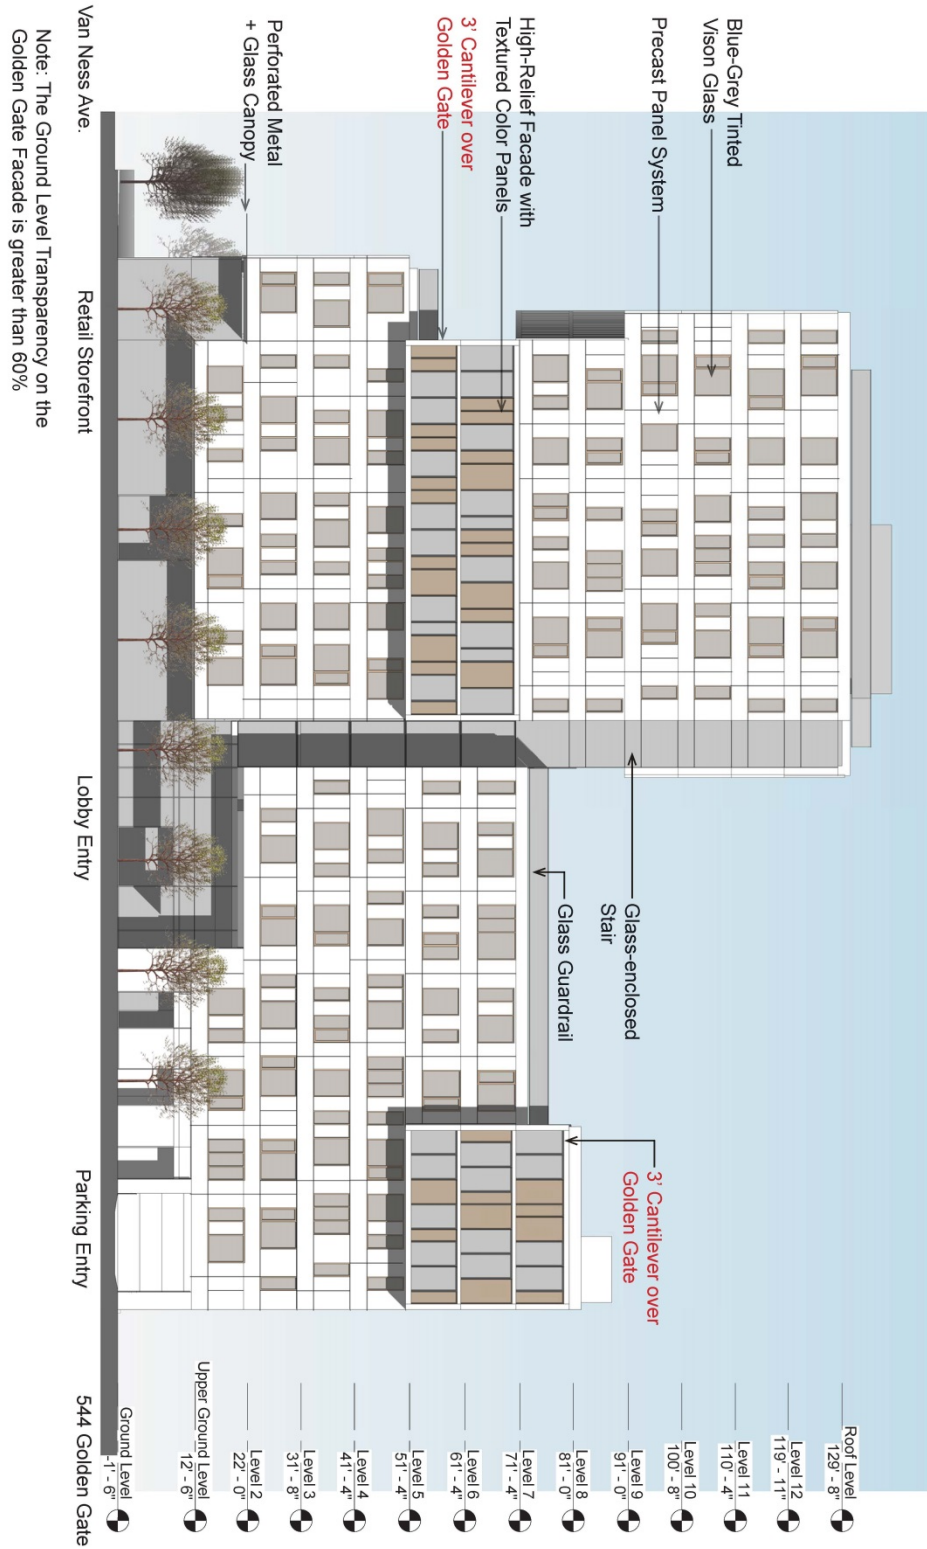 Blue-Grey Tinted
Vison Glass
Precast Panel System
High-Relief Facade with
Textured Color Panels
3' Cantilever over
Golden Gate
Perforated Metal
+ Glass Canopy
Glass-enclosed
Stair
Glass Guardrail
3' Cantilever over
Golden Gate
Roof Level
129' - 8"
Level 12
119' - 11"
Level 11
110' - 4"
Level 10
100' - 8"
Level 9
91' - 0"
Level 8
81' - 0"
Level 7
71' - 4"
Level 6
61' - 4"
Level 5
51' - 4"
Level 4
41' - 4"
Level 3
31' - 8"
Level 2
22' - 0"
Upper Ground Level
12' - 6"
Ground Level
-1' - 6"
Van Ness Ave.
Retail Storefront
Lobby Entry
Parking Entry
544 Golden Gate
Note: The Ground Level Transparency on the
Golden Gate Facade is greater than 60%